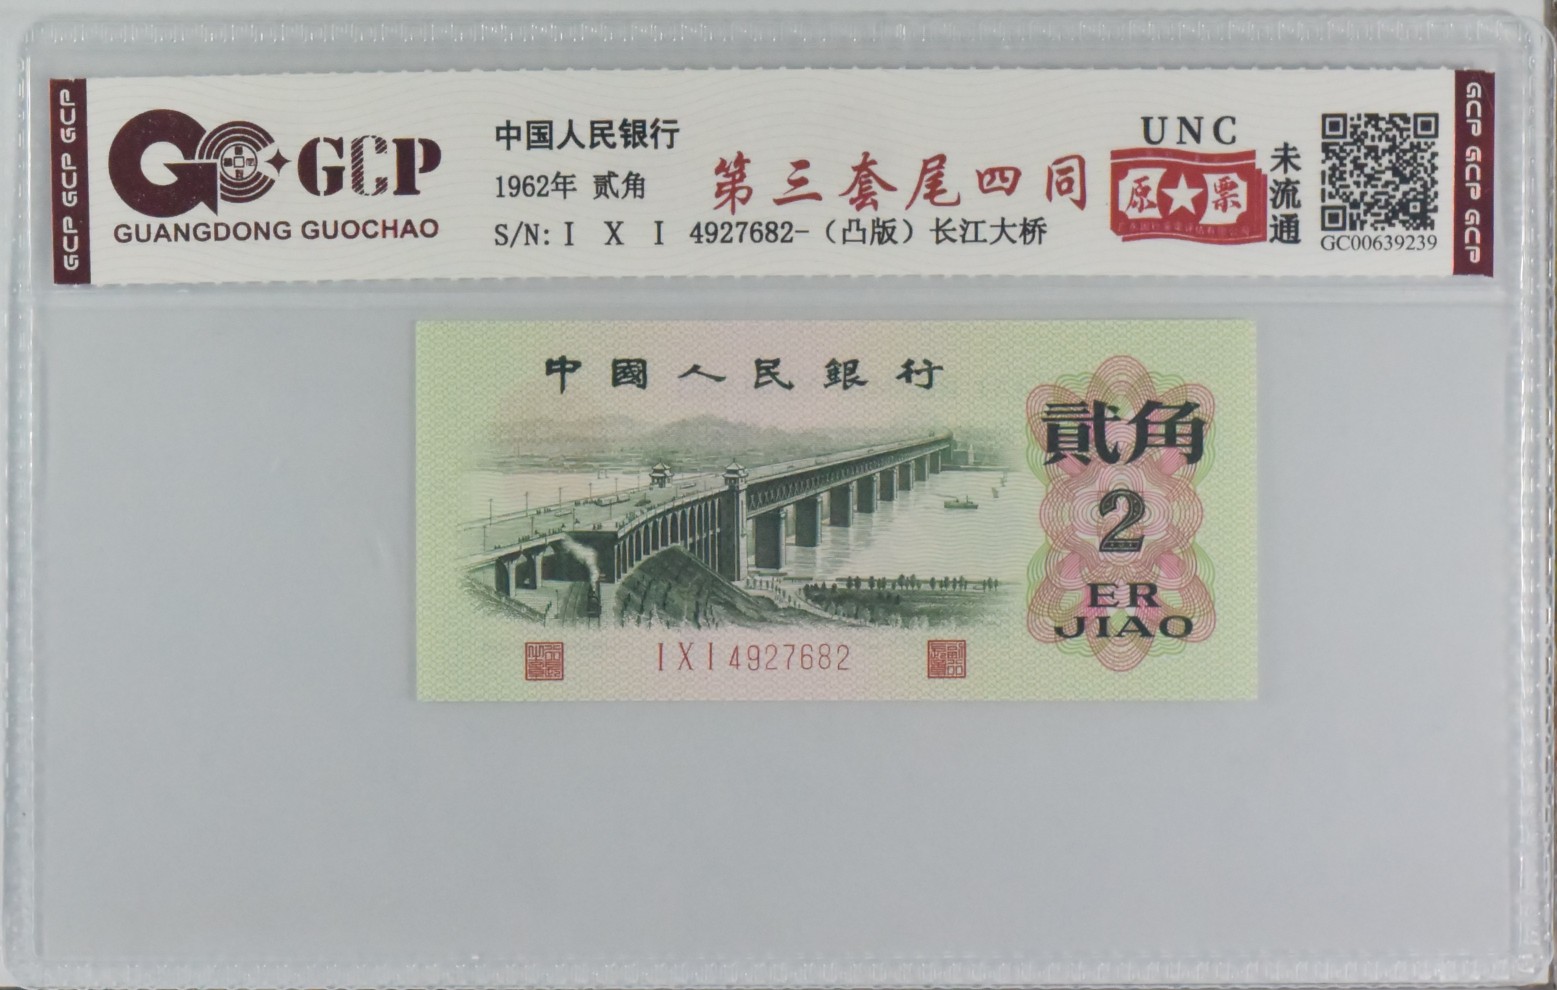 GCP GCP GCP
GCP
GUANGDONG GUOCHAO
中国人民银行
1962年 贰角
S/N: I X I 4927682-（凸版）长江大桥
第三套尾四同
UNC
原票
未流通
GC00639239
GCP GCP GCP
中國人民銀行
貳角
2
ER
JIAO
I X I 4927682